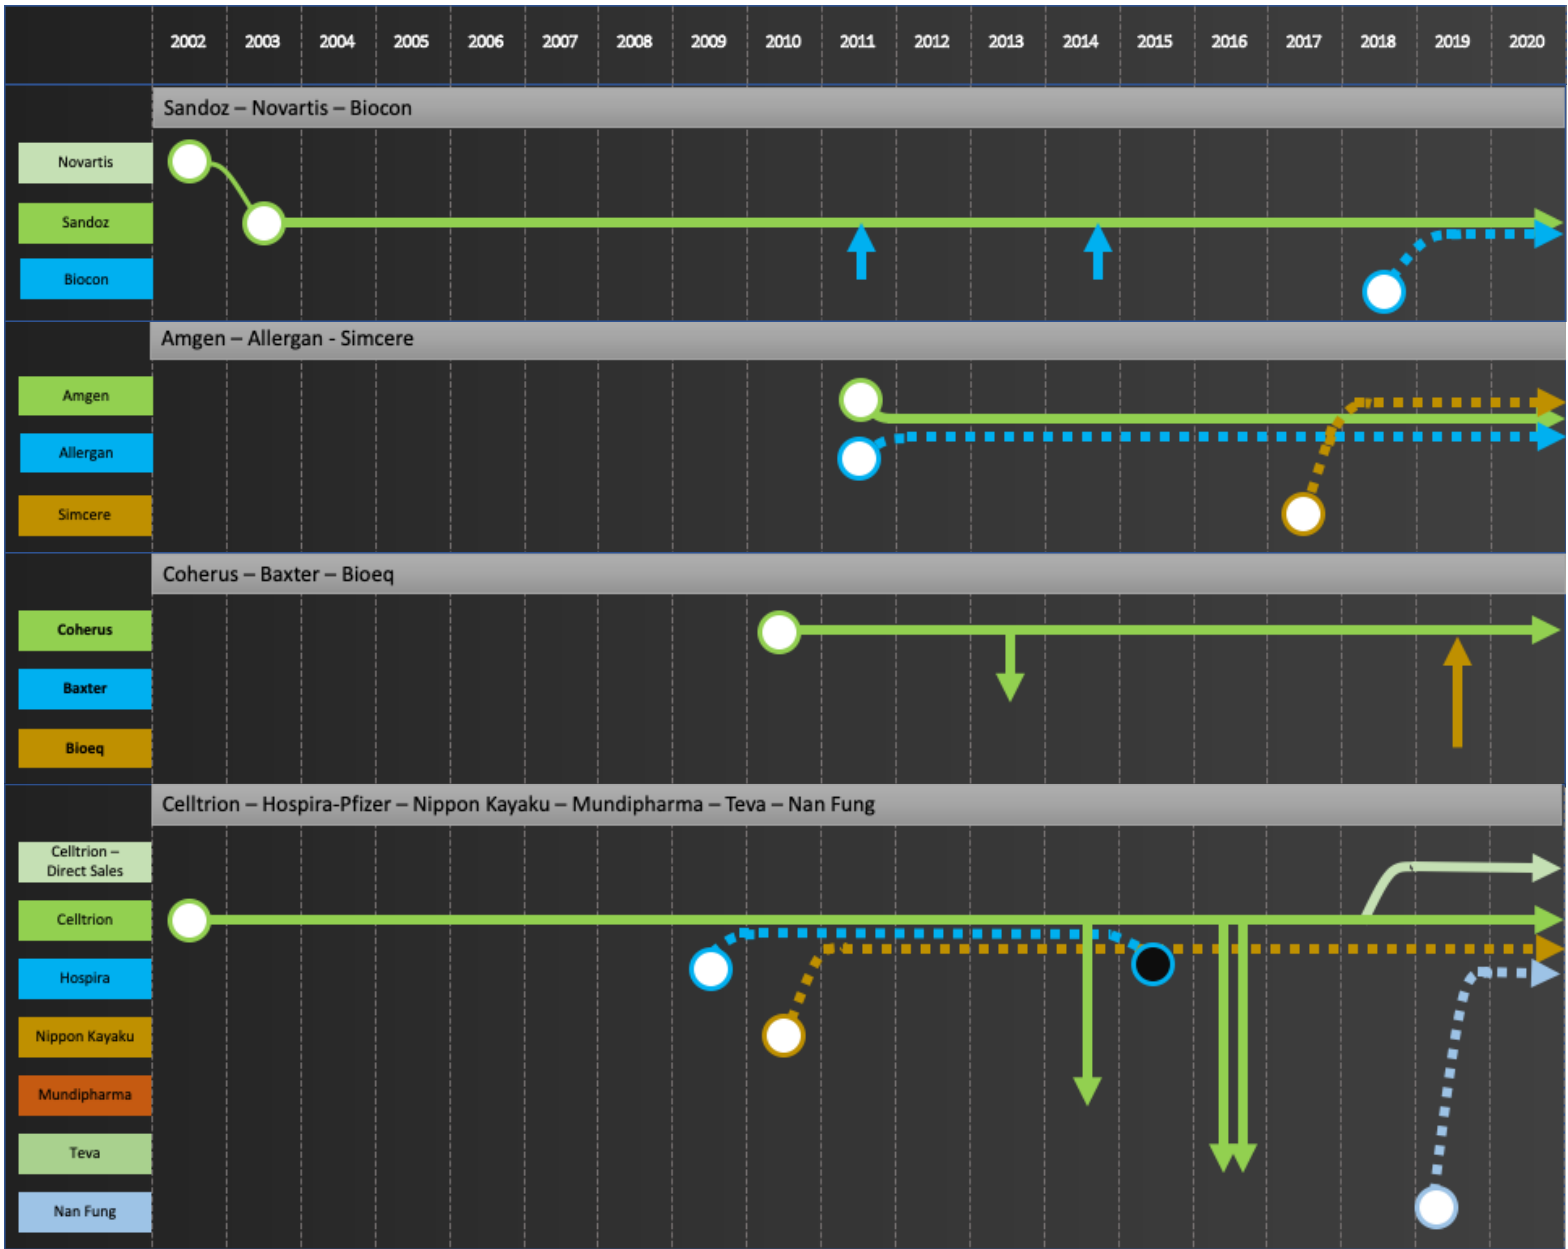 2002 2003 2004 2005 2006 2007 2008 2009 2010 2011 2012 2013 2014 2015 2016 2017 2018 2019 2020
Sandoz – Novartis – Biocon
Novartis
Sandoz
Biocon
Amgen – Allergan - Simcere
Amgen
Allergan
Simcere
Coherus – Baxter – Bioeq
Coherus
Baxter
Bioeq
Celltrion – Hospira-Pfizer – Nippon Kayaku – Mundipharma – Teva – Nan Fung
Celltrion –
Direct Sales
Celltrion
Hospira
Nippon Kayaku
Mundipharma
Teva
Nan Fung